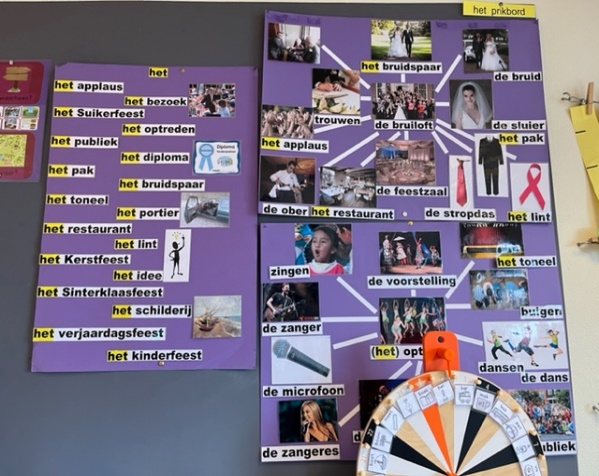 het prikbord
het
het applaus
het bezoek
het Suikerfeest
het optreden
het publiek
het diploma
Diploma
het pak
het bruidspaar
het toneel
het portier
het restaurant
het lint
het Kerstfeest
het idee
het Sinterklaasfeest
het schilderij
het verjaardagsfeest
het kinderfeest
het bruidspaar
de bruid
trouwen
de bruiloft
de sluier
het applaus
het pak
de feestzaal
de ober
het restaurant
de stropdas
het lint
zingen
de voorstelling
het toneel
de zanger
(het) opt
buigen
dansen
de dans
de microfoon
de zangeres
ubliek